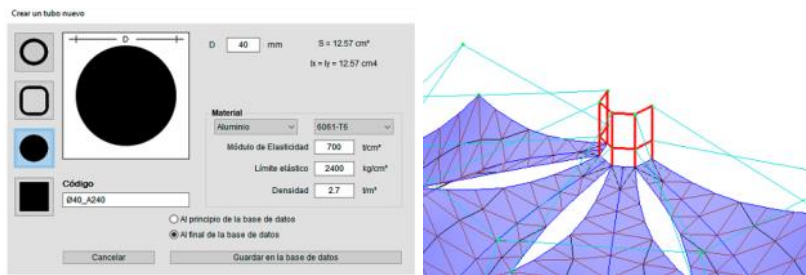 Crear un tubo nuevo
D
D 40 mm S = 12.57 cm²
Ix = Iy = 12.57 cm4
Material
Aluminio 6061-T6
Módulo de Elasticidad 700 t/cm²
Límite elástico 2400 kg/cm²
Densidad 2.7 t/m³
Código
Ø40_A240
Al principio de la base de datos
Al final de la base de datos
Cancelar Guardar en la base de datos